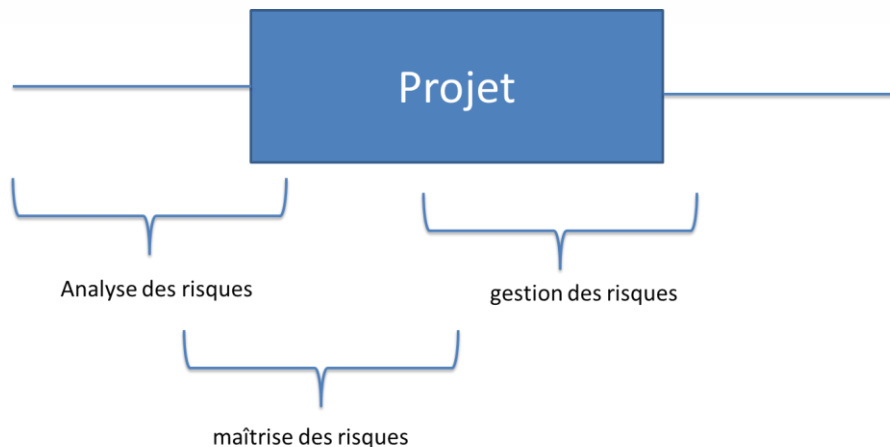 Projet
Analyse des risques
gestion des risques
maîtrise des risques